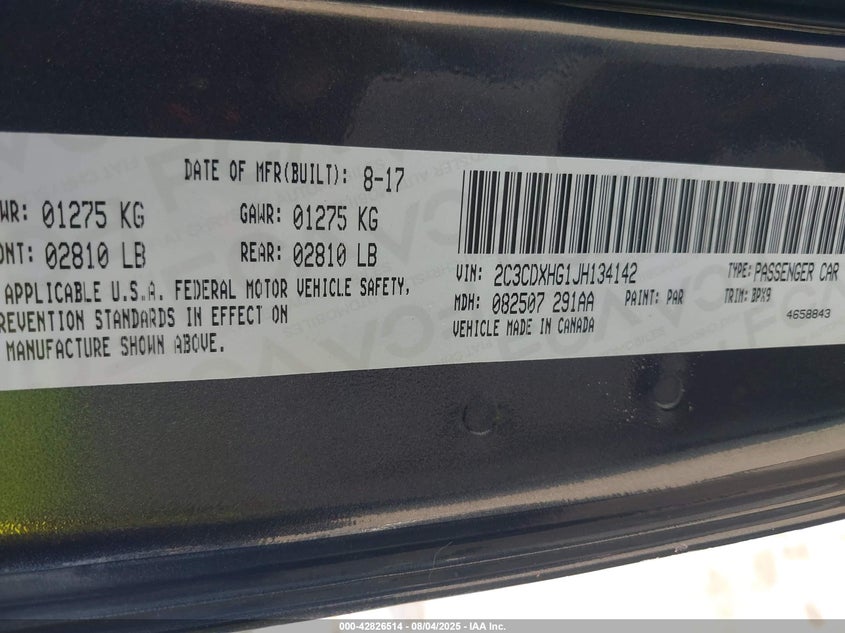 DATE OF MFR(BUILT): 8-17
WR: 01275 KG GAWR: 01275 KG
ONT: 02810 LB REAR: 02810 LB
APPLICABLE U.S.A. FEDERAL MOTOR VEHICLE SAFETY,
REVENTION STANDARDS IN EFFECT ON
MANUFACTURE SHOWN ABOVE.
VIN: 2C3CDXHG1JH134142 TYPE: PASSENGER CAR
MDH: 082507 291AA PAINT: PAR TRIM: BPX9
VEHICLE MADE IN CANADA 4658843
000-42826514 - 08/04/2025 - IAA Inc.